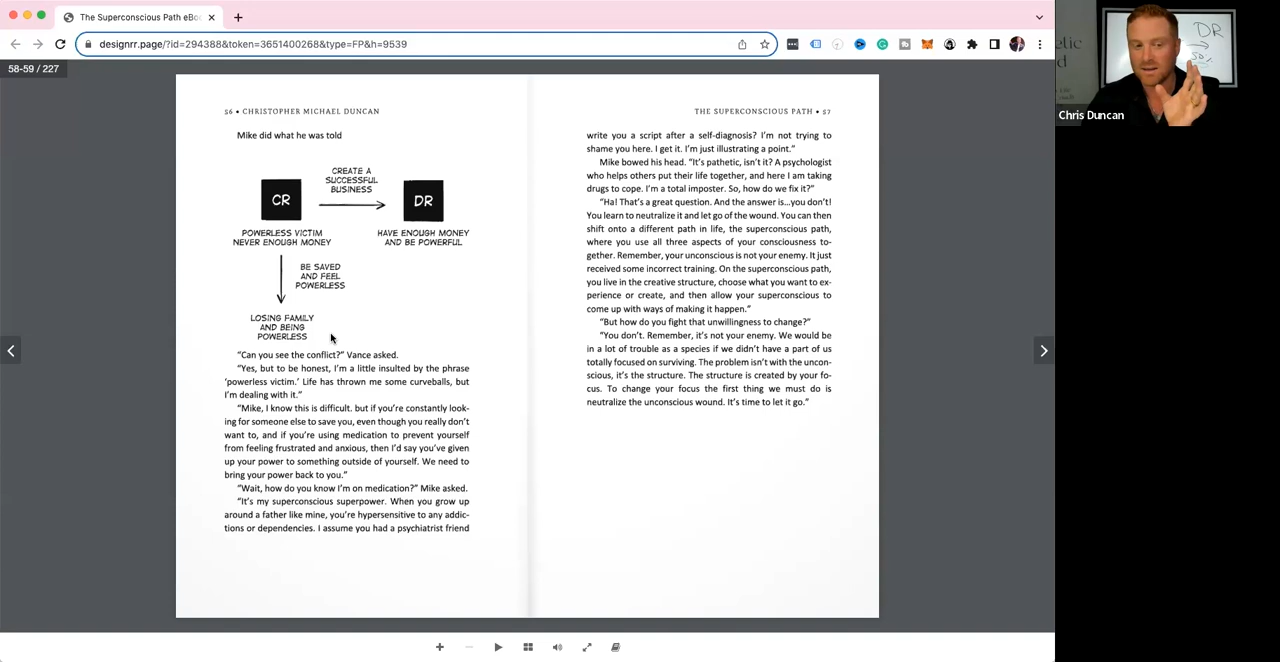 The Superconscious Path eBoo
designrr.page/?id=294388&token=3651400268&type=FP&h=9539
58-59 / 227
56 • CHRISTOPHER MICHAEL DUNCAN
Mike did what he was told
CREATE A
SUCCESSFUL
BUSINESS
CR
DR
POWERLESS VICTIM
NEVER ENOUGH MONEY
HAVE ENOUGH MONEY
AND BE POWERFUL
BE SAVED
AND FEEL
POWERLESS
LOSING FAMILY
AND BEING
POWERLESS
“Can you see the conflict?” Vance asked.
“Yes, but to be honest, I’m a little insulted by the phrase
‘powerless victim.’ Life has thrown me some curveballs, but
I’m dealing with it.”
“Mike, I know this is difficult, but if you’re constantly look-
ing for someone else to save you, even though you really don’t
want to, and if you’re using medication to prevent yourself
from feeling frustrated and anxious, then I’d say you’ve given
up your power to something outside of yourself. We need to
bring your power back to you.”
“Wait, how do you know I’m on medication?” Mike asked.
“It’s my superconscious superpower. When you grow up
around a father like mine, you’re hypersensitive to any addic-
tions or dependencies. I assume you had a psychiatrist friend
THE SUPERCONSCIOUS PATH • 57
write you a script after a self-diagnosis? I’m not trying to
shame you here. I get it. I’m just illustrating a point.”
Mike bowed his head. “It’s pathetic, isn’t it? A psychologist
who helps others put their life together, and here I am taking
drugs to cope. I’m a total imposter. So, how do we fix it?”
“Ha! That’s a great question. And the answer is…you don’t!
You learn to neutralize it and let go of the wound. You can then
shift onto a different path in life, the superconscious path,
where you use all three aspects of your consciousness to-
gether. Remember, your unconscious is not your enemy. It just
received some incorrect training. On the superconscious path,
you live in the creative structure, choose what you want to ex-
perience or create, and then allow your superconscious to
come up with ways of making it happen.”
“But how do you fight that unwillingness to change?”
“You don’t. Remember, it’s not your enemy. We would be
in a lot of trouble as a species if we didn’t have a part of us
totally focused on surviving. The problem isn’t with the uncon-
scious, it’s the structure. The structure is created by your fo-
cus. To change your focus the first thing we must do is
neutralize the unconscious wound. It’s time to let it go.”
DR
50%
Chris Duncan